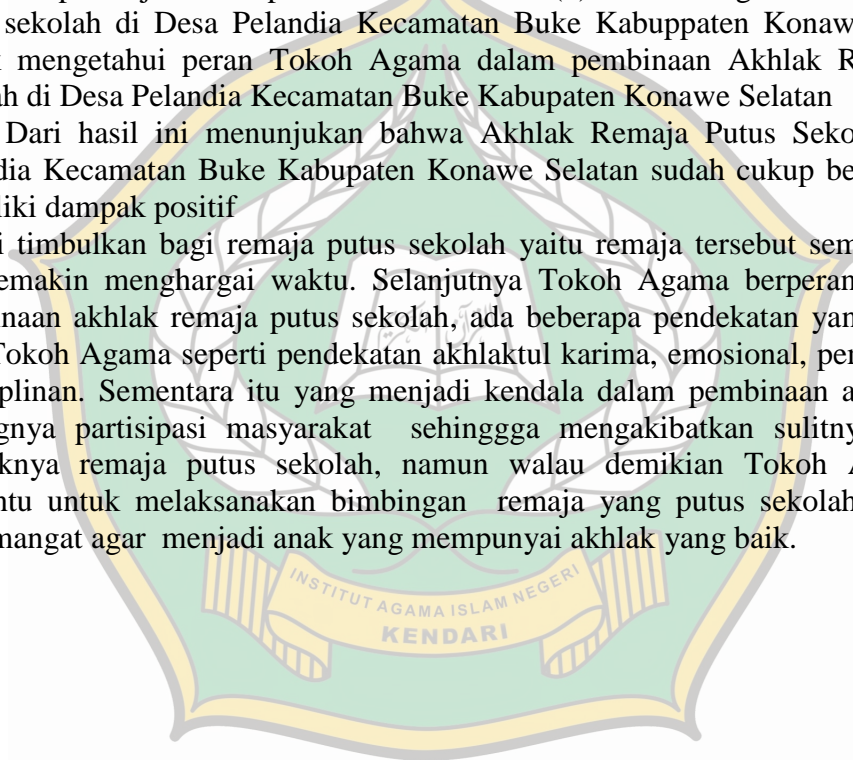 sekolah di Desa Pelandia Kecamatan Buke Kabuppaten Konaw
mengetahui peran Tokoh Agama dalam pembinaan Akhlak R
ah di Desa Pelandia Kecamatan Buke Kabupaten Konawe Selatan
Dari hasil ini menunjukan bahwa Akhlak Remaja Putus Seko
dia Kecamatan Buke Kabupaten Konawe Selatan sudah cukup be
liki dampak positif
i timbulkan bagi remaja putus sekolah yaitu remaja tersebut sem
emakin menghargai waktu. Selanjutnya Tokoh Agama berperan
naan akhlak remaja putus sekolah, ada beberapa pendekatan yan
Tokoh Agama seperti pendekatan akhlaktul karima, emosional, per
plinan. Sementara itu yang menjadi kendala dalam pembinaan a
gnya partisipasi masyarakat sehinggga mengakibatkan sulitny
knya remaja putus sekolah, namun walau demikian Tokoh A
ntu untuk melaksanakan bimbingan remaja yang putus sekolah
mangat agar menjadi anak yang mempunyai akhlak yang baik.
INSTITUT AGAMA ISLAM NEGERI
KENDARI